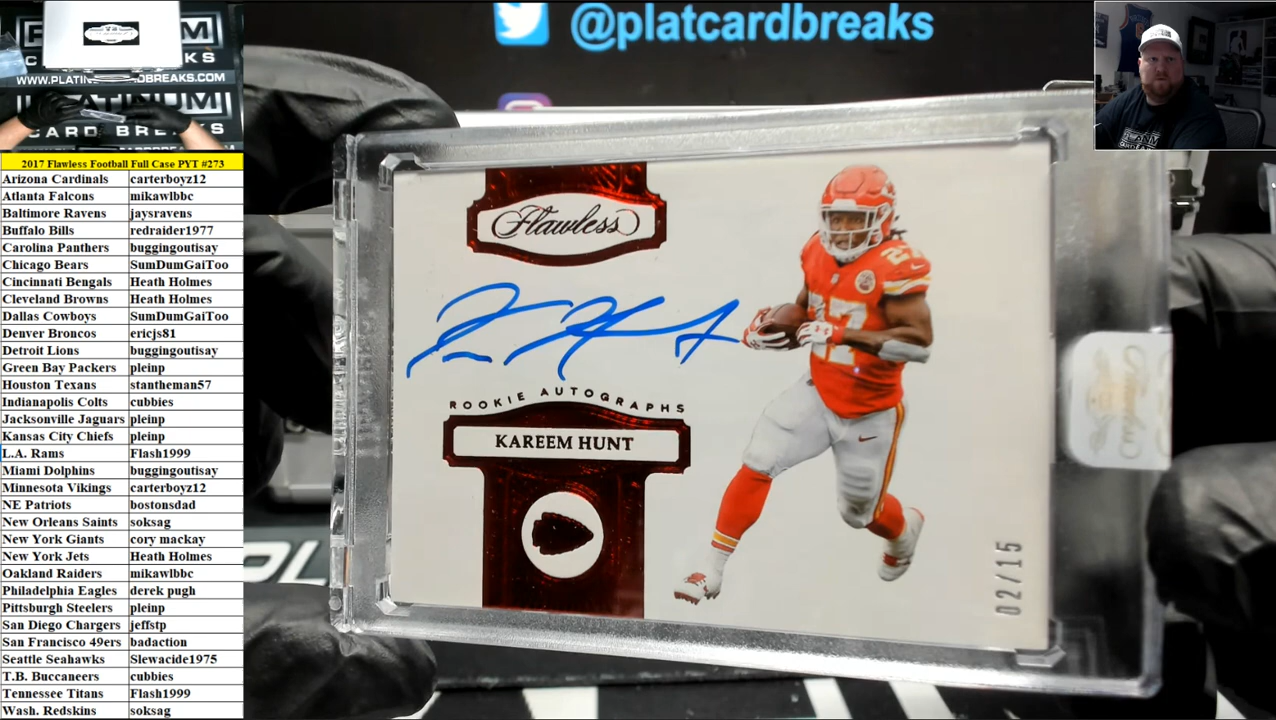 @platcardbreaks
WWW.PLATIN
CARDBREAKS.COM
PLATINUM
CARD BREAKS
2017 Flawless Football Full Case PYT #273
Arizona Cardinals carterboyz12
Atlanta Falcons mikawlbbc
Baltimore Ravens jaysravens
Buffalo Bills redraider1977
Carolina Panthers buggingoutisay
Chicago Bears SumDumGaiToo
Cincinnati Bengals Heath Holmes
Cleveland Browns Heath Holmes
Dallas Cowboys SumDumGaiToo
Denver Broncos ericjs81
Detroit Lions buggingoutisay
Green Bay Packers pleinp
Houston Texans stantheman57
Indianapolis Colts cubbies
Jacksonville Jaguars pleinp
Kansas City Chiefs pleinp
L.A. Rams Flash1999
Miami Dolphins buggingoutisay
Minnesota Vikings carterboyz12
NE Patriots bostonsdad
New Orleans Saints soksag
New York Giants cory mackay
New York Jets Heath Holmes
Oakland Raiders mikawlbbc
Philadelphia Eagles derek pugh
Pittsburgh Steelers pleinp
San Diego Chargers jeffstp
San Francisco 49ers badaction
Seattle Seahawks Slewacide1975
T.B. Buccaneers cubbies
Tennessee Titans Flash1999
Wash. Redskins soksag
Flawless
ROOKIE AUTOGRAPHS
KAREEM HUNT
27
02/15